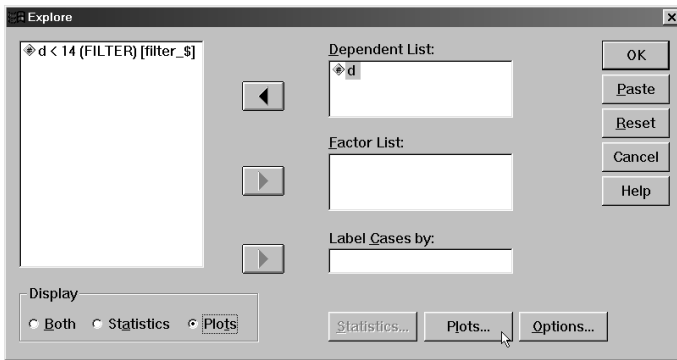 Explore
d < 14 (FILTER) [filter_$]
Dependent List:
d
Factor List:
Label Cases by:
OK
Paste
Reset
Cancel
Help
Display
Both
Statistics
Plots
Statistics...
Plots...
Options...